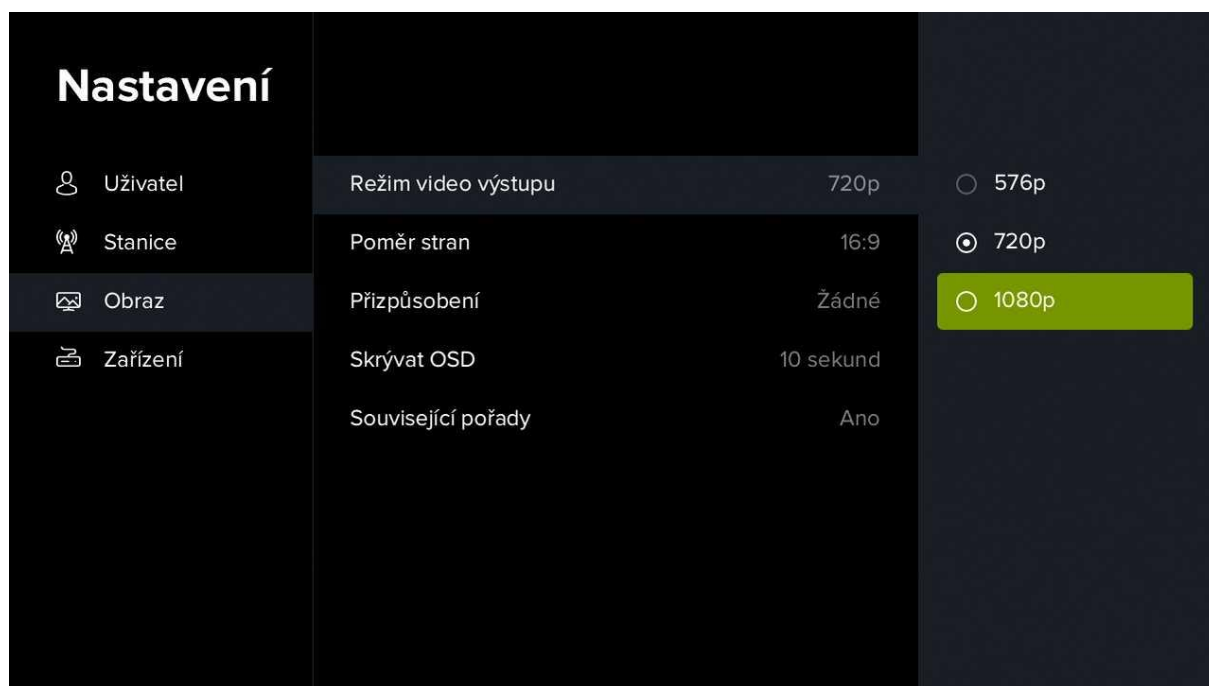 Nastavení
Uživatel
Stanice
Obraz
Zařízení
Režim video výstupu 720p
Poměr stran 16:9
Přizpůsobení Žádné
Skrývat OSD 10 sekund
Související pořady Ano
576p
720p
1080p